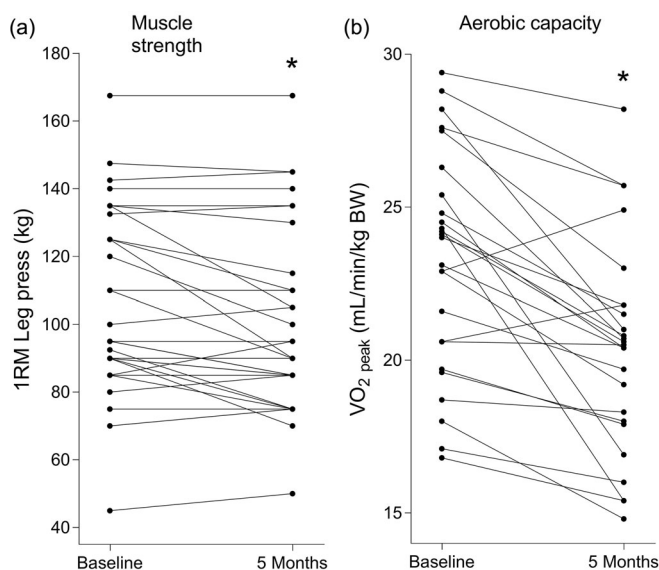 (a)
Muscle
strength
1RM Leg press (kg)
180
160
140
120
100
80
60
40
*
Baseline
5 Months
(b)
Aerobic capacity
VO2 peak (mL/min/kg BW)
30
25
20
15
*
Baseline
5 Months